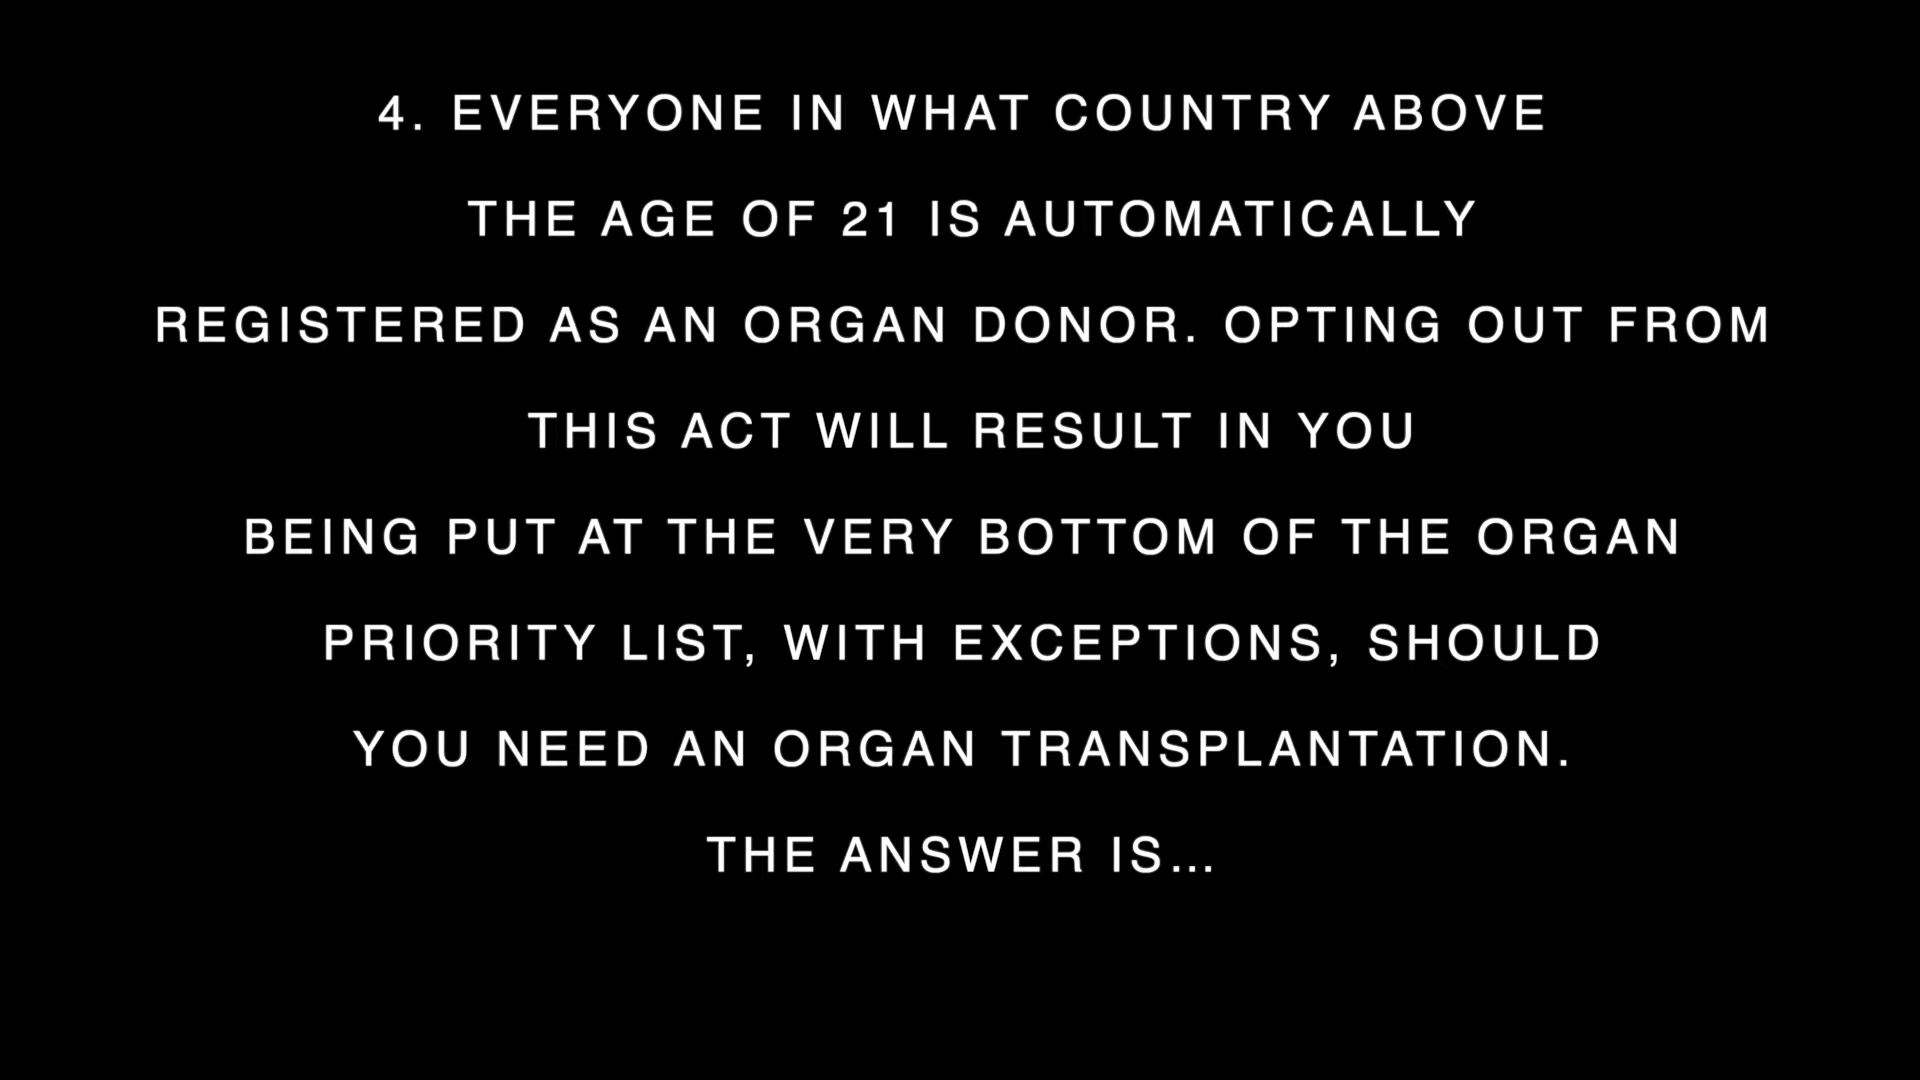 4. EVERYONE IN WHAT COUNTRY ABOVE
THE AGE OF 21 IS AUTOMATICALLY
REGISTERED AS AN ORGAN DONOR. OPTING OUT FROM
THIS ACT WILL RESULT IN YOU
BEING PUT AT THE VERY BOTTOM OF THE ORGAN
PRIORITY LIST, WITH EXCEPTIONS, SHOULD
YOU NEED AN ORGAN TRANSPLANTATION.
THE ANSWER IS...